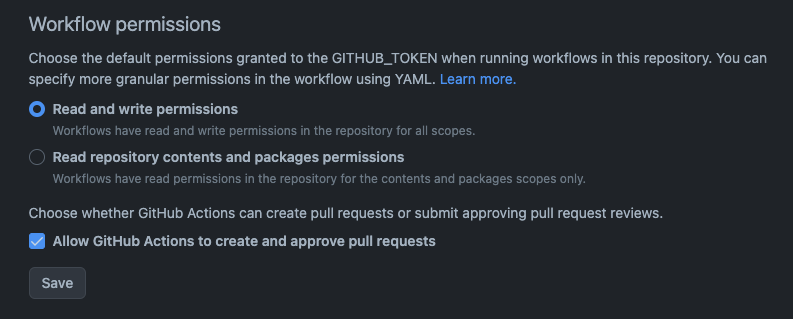 Workflow permissions
Choose the default permissions granted to the GITHUB_TOKEN when running workflows in this repository. You can
specify more granular permissions in the workflow using YAML. Learn more.
Read and write permissions
Workflows have read and write permissions in the repository for all scopes.
Read repository contents and packages permissions
Workflows have read permissions in the repository for the contents and packages scopes only.
Choose whether GitHub Actions can create pull requests or submit approving pull request reviews.
Allow GitHub Actions to create and approve pull requests
Save